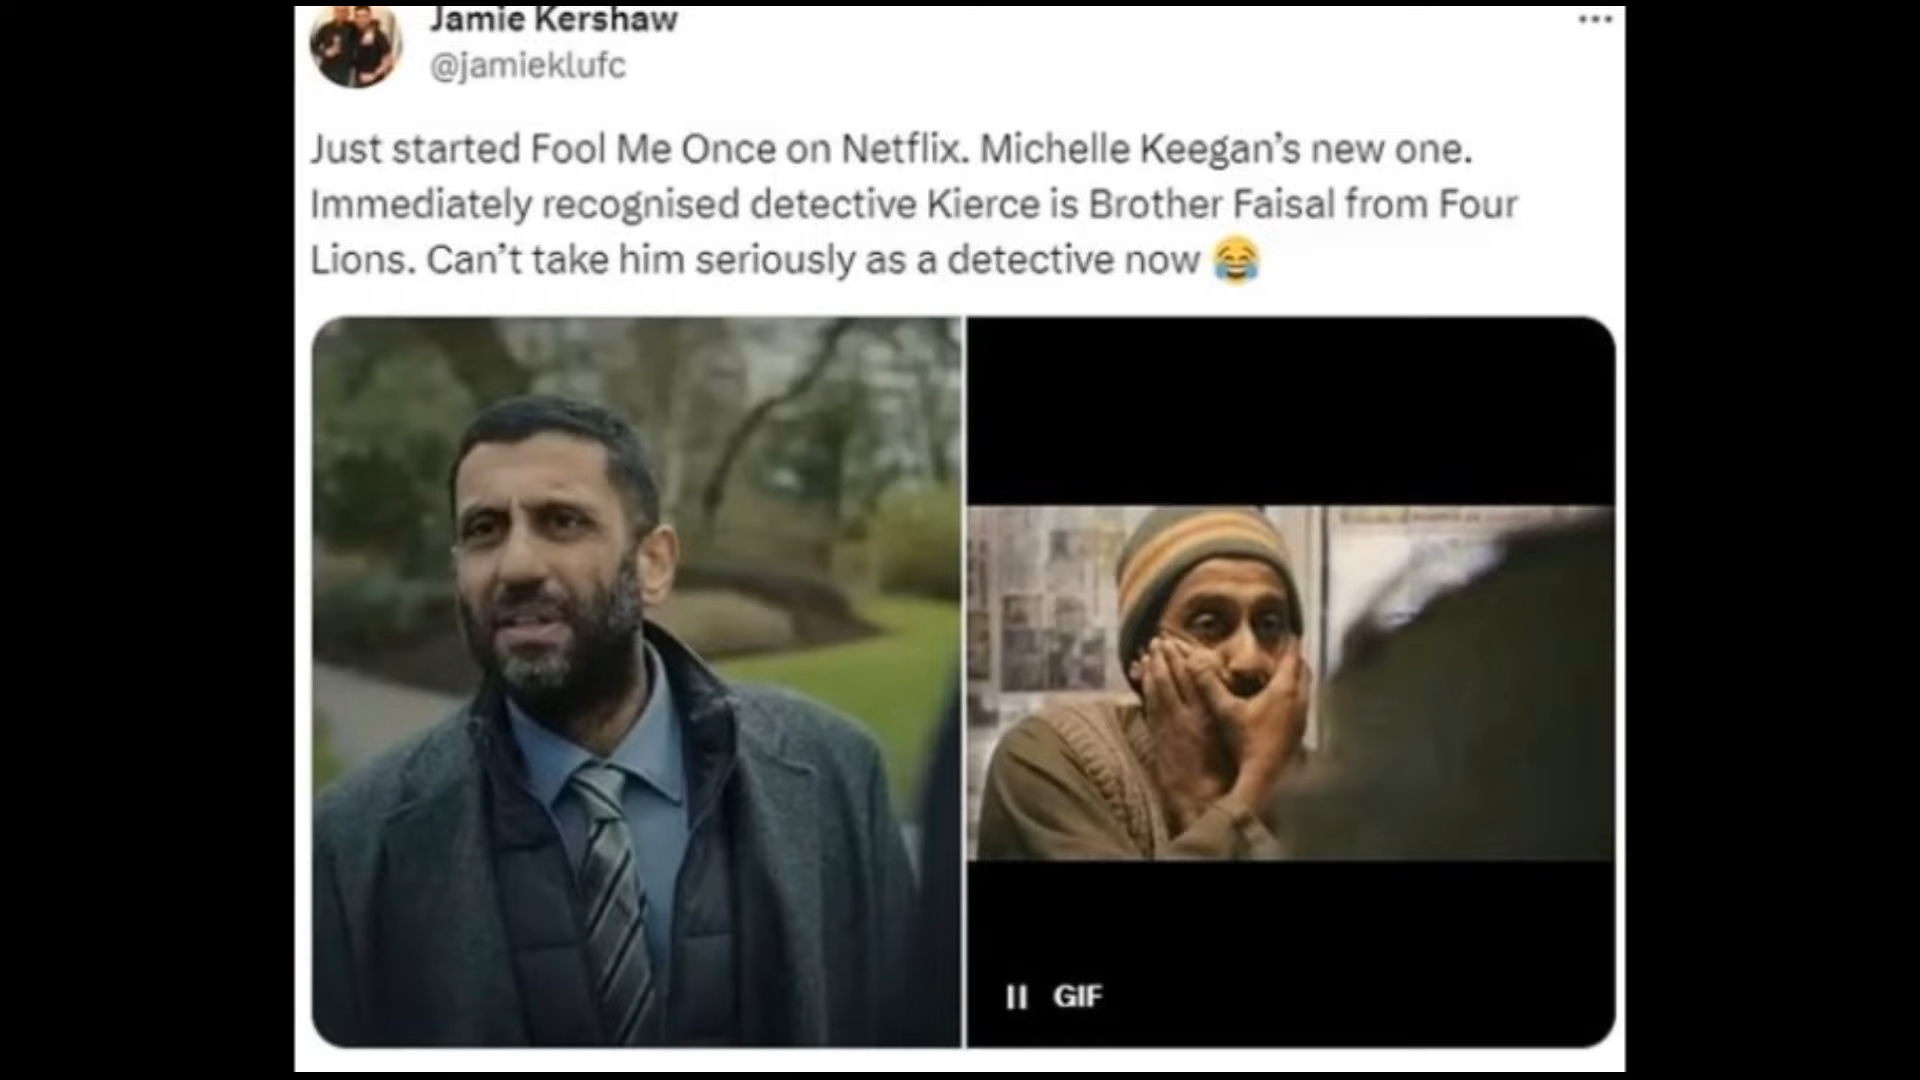 Jamie Kershaw
@jamieklufc
Just started Fool Me Once on Netflix. Michelle Keegan’s new one.
Immediately recognised detective Kierce is Brother Faisal from Four
Lions. Can’t take him seriously as a detective now 😂
GIF